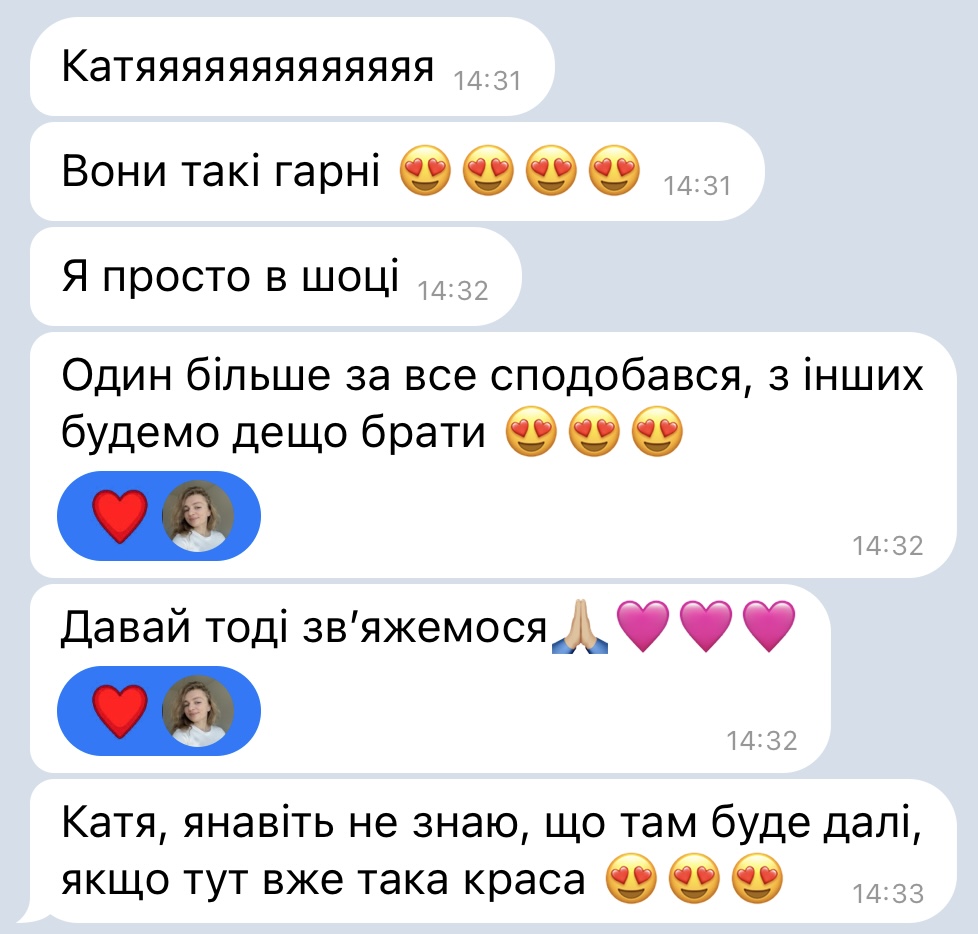 Катяяяяяяяяяяяяя 14:31
Вони такі гарні 😍😍😍😍 14:31
Я просто в шоці 14:32
Один більше за все сподобався, з інших
будемо дещо брати 😍😍😍
❤️
14:32
Давай тоді зв’яжемося🙏🏼🩷🩷🩷
❤️
14:32
Катя, янавіть не знаю, що там буде далі,
якщо тут вже така краса 😍😍😍 14:33